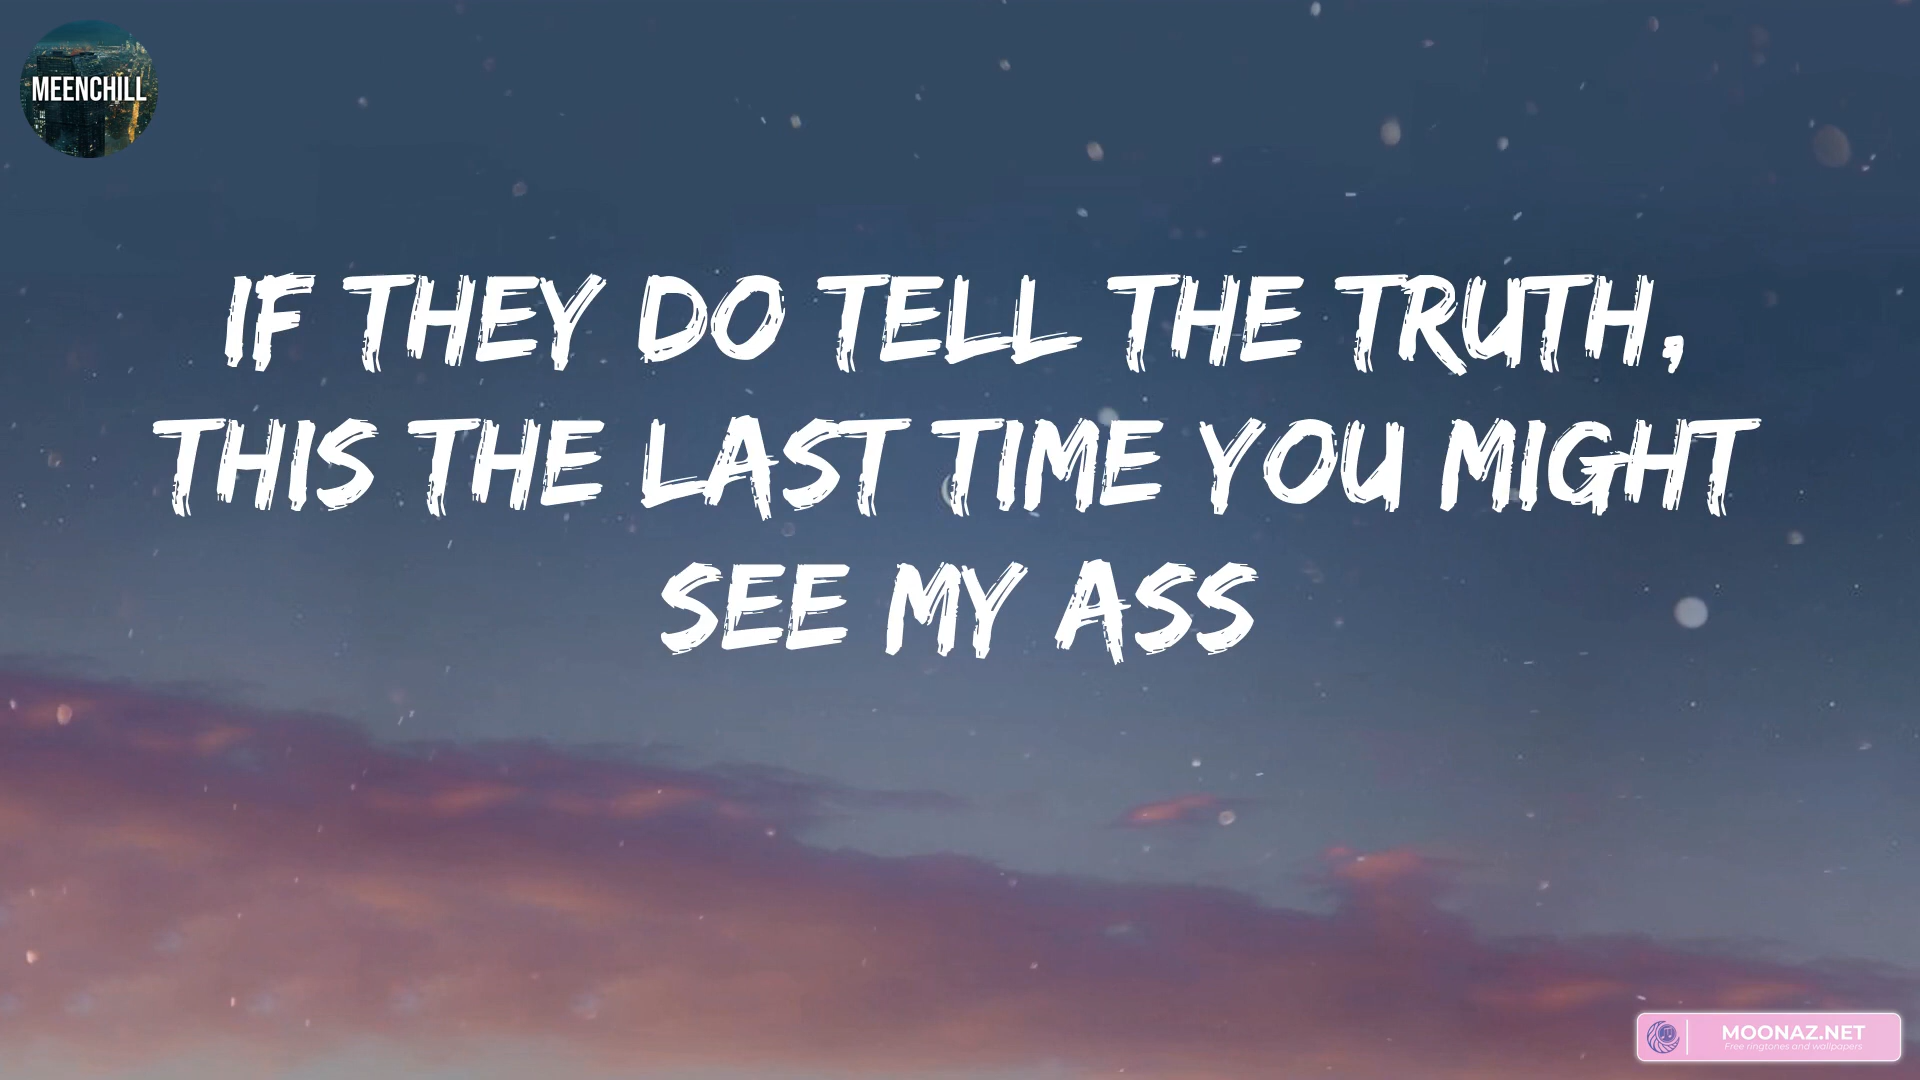 MEENCHILL
IF THEY DO TELL THE TRUTH,
THIS THE LAST TIME YOU MIGHT
SEE MY ASS
MOONAZ.NET
Free ringtones and wallpapers